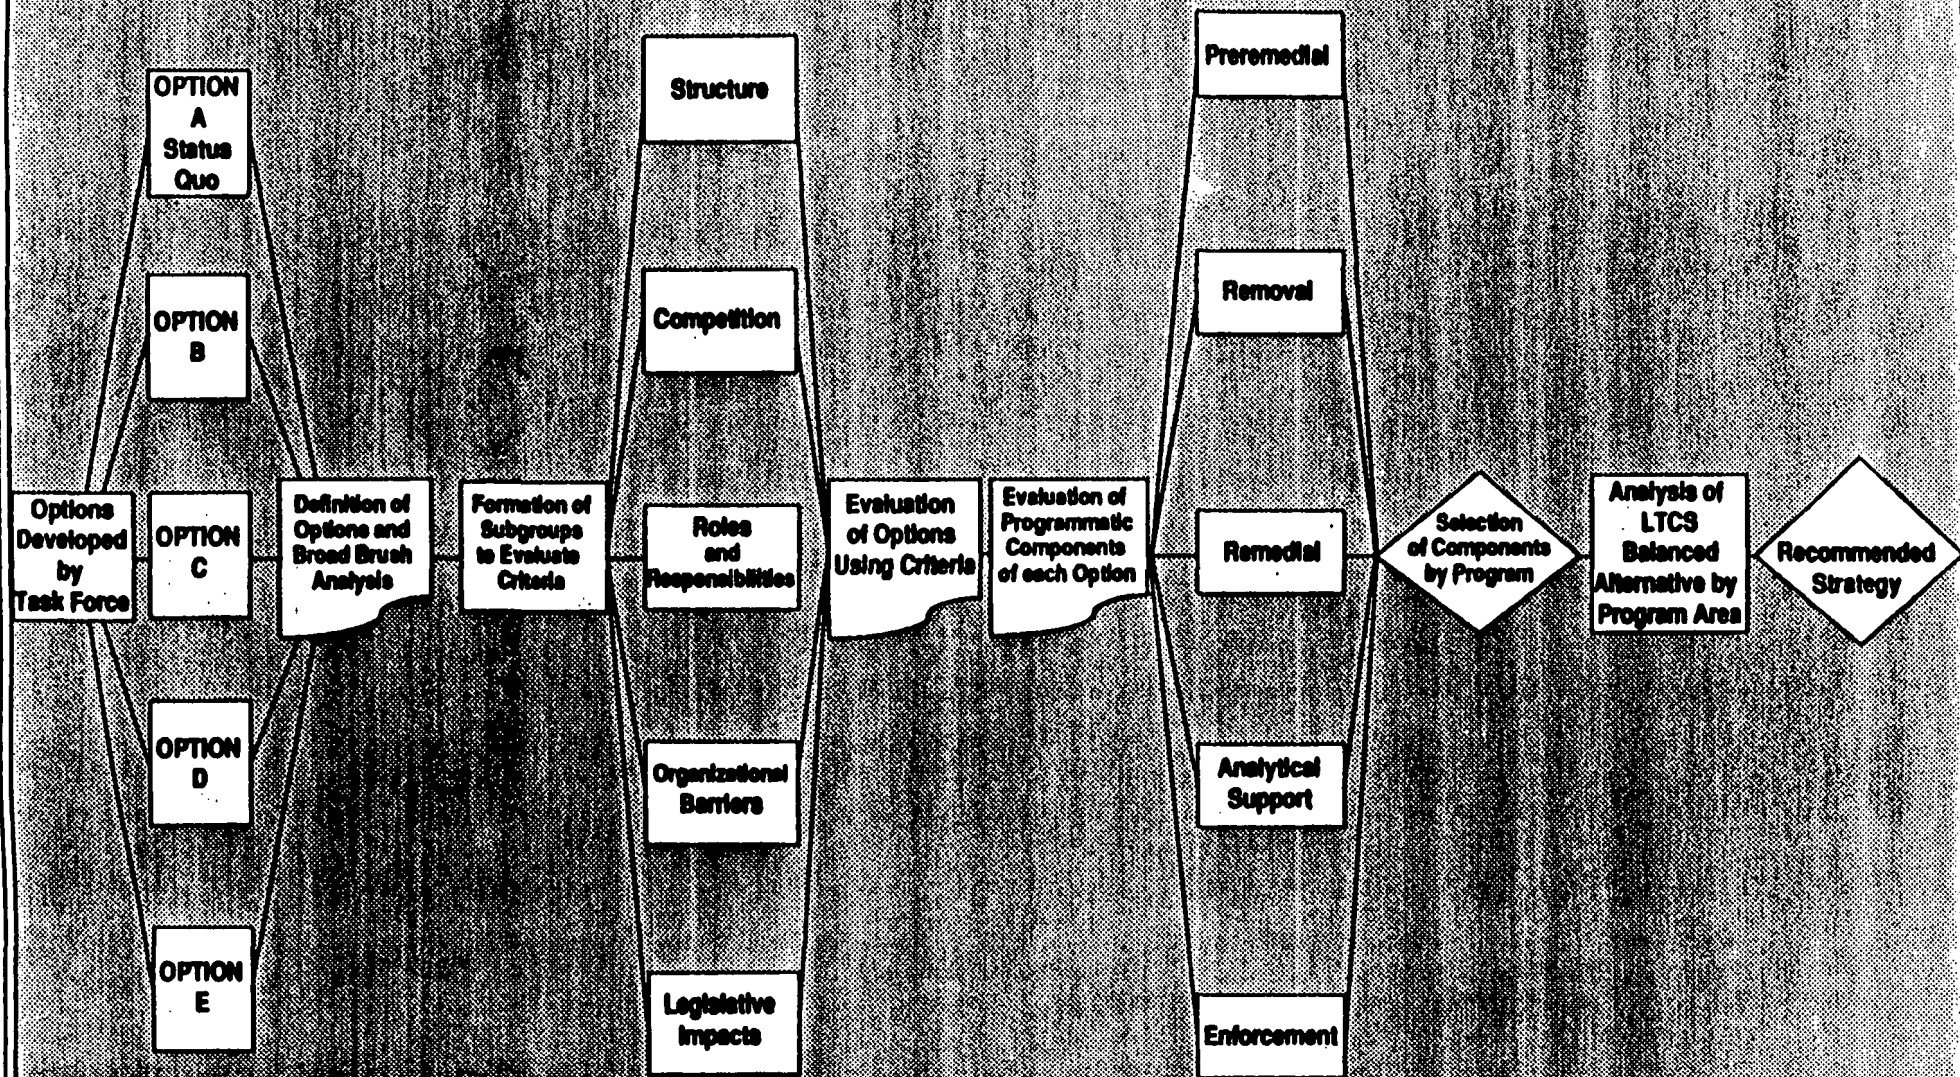 Options
Developed
by
Task Force
OPTION
A
Status
Quo
OPTION
B
OPTION
C
OPTION
D
OPTION
E
Definition of
Options and
Broad Brush
Analysis
Formation of
Subgroups
to Evaluate
Criteria
Structure
Competition
Roles
and
Responsibilities
Organizational
Barriers
Legislative
Impacts
Evaluation
of Options
Using Criteria
Evaluation of
Programmatic
Components
of each Option
Preremedial
Removal
Remedial
Analytical
Support
Enforcement
Selection
of Components
by Program
Analysis of
LTCS
Balanced
Alternative by
Program Area
Recommended
Strategy